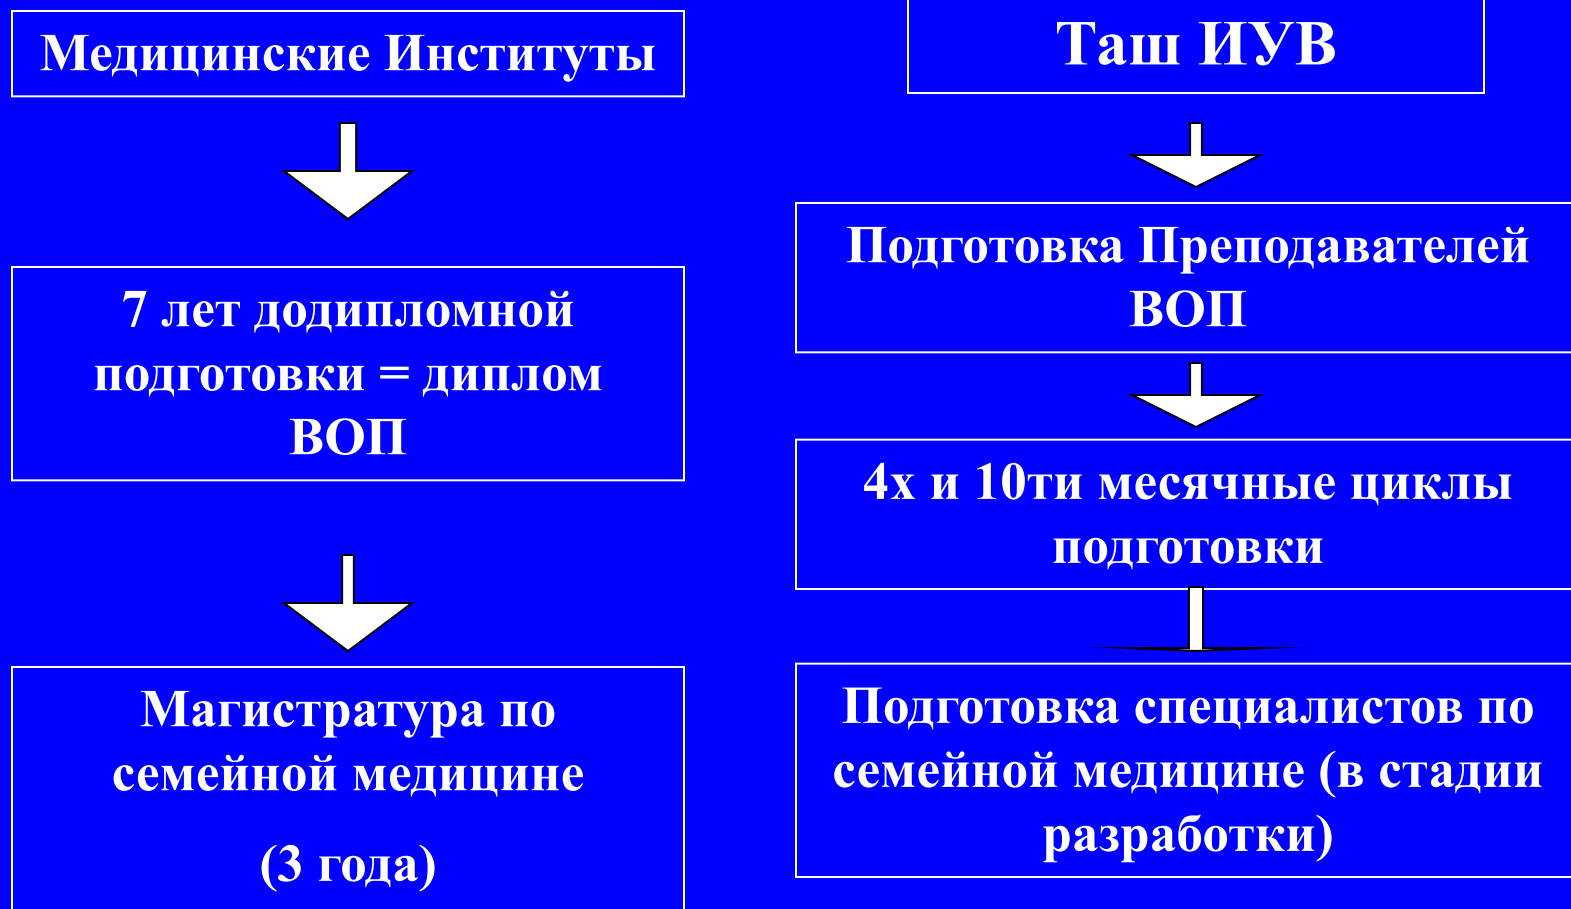 Медицинские Институты
7 лет додипломной
подготовки = диплом
ВОП
Магистратура по
семейной медицине
(3 года)
Таш ИУВ
Подготовка Преподавателей
ВОП
4х и 10ти месячные циклы
подготовки
Подготовка специалистов по
семейной медицине (в стадии
разработки)